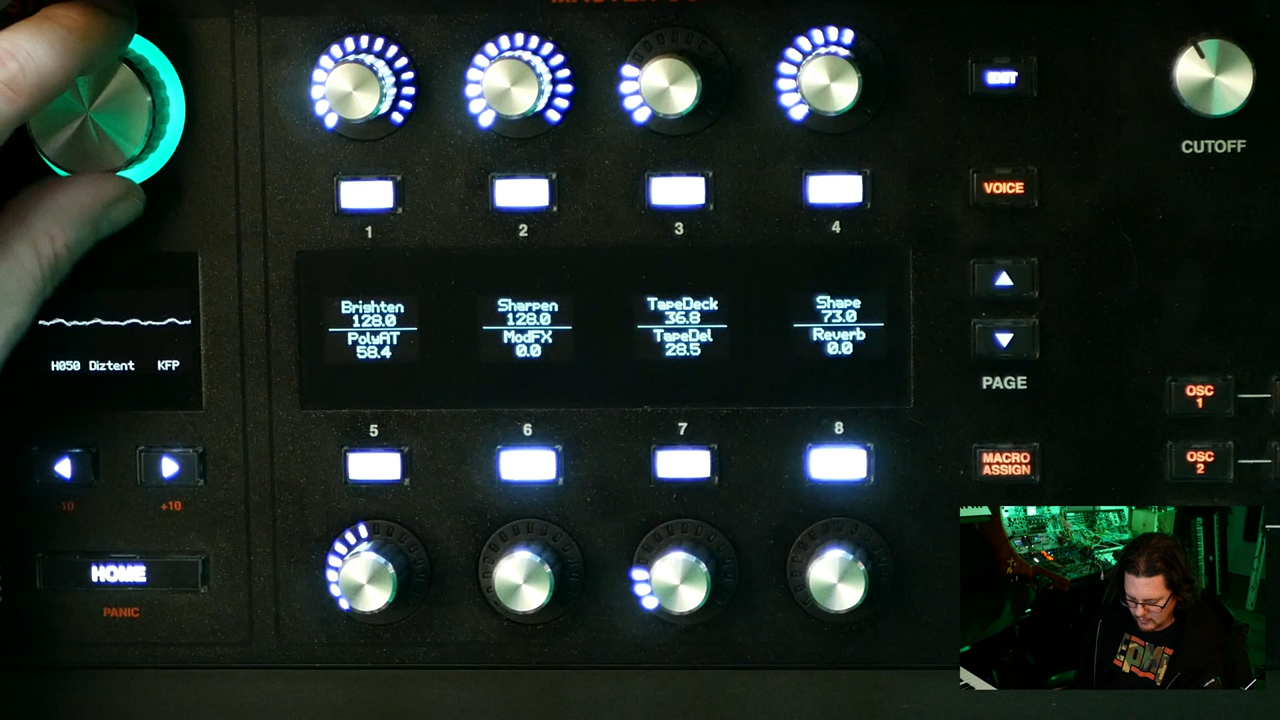 EXIT
CUTOFF
VOICE
1
2
3
4
Brighten
128.0
PolyAT
58.4
Sharpen
128.0
ModFX
0.0
TapeDeck
36.8
TapeDel
28.5
Shape
73.0
Reverb
0.0
H050 Diztent KFP
PAGE
OSC
1
5
6
7
8
MACRO
ASSIGN
OSC
2
10
+10
HOME
PANIC
EPMD